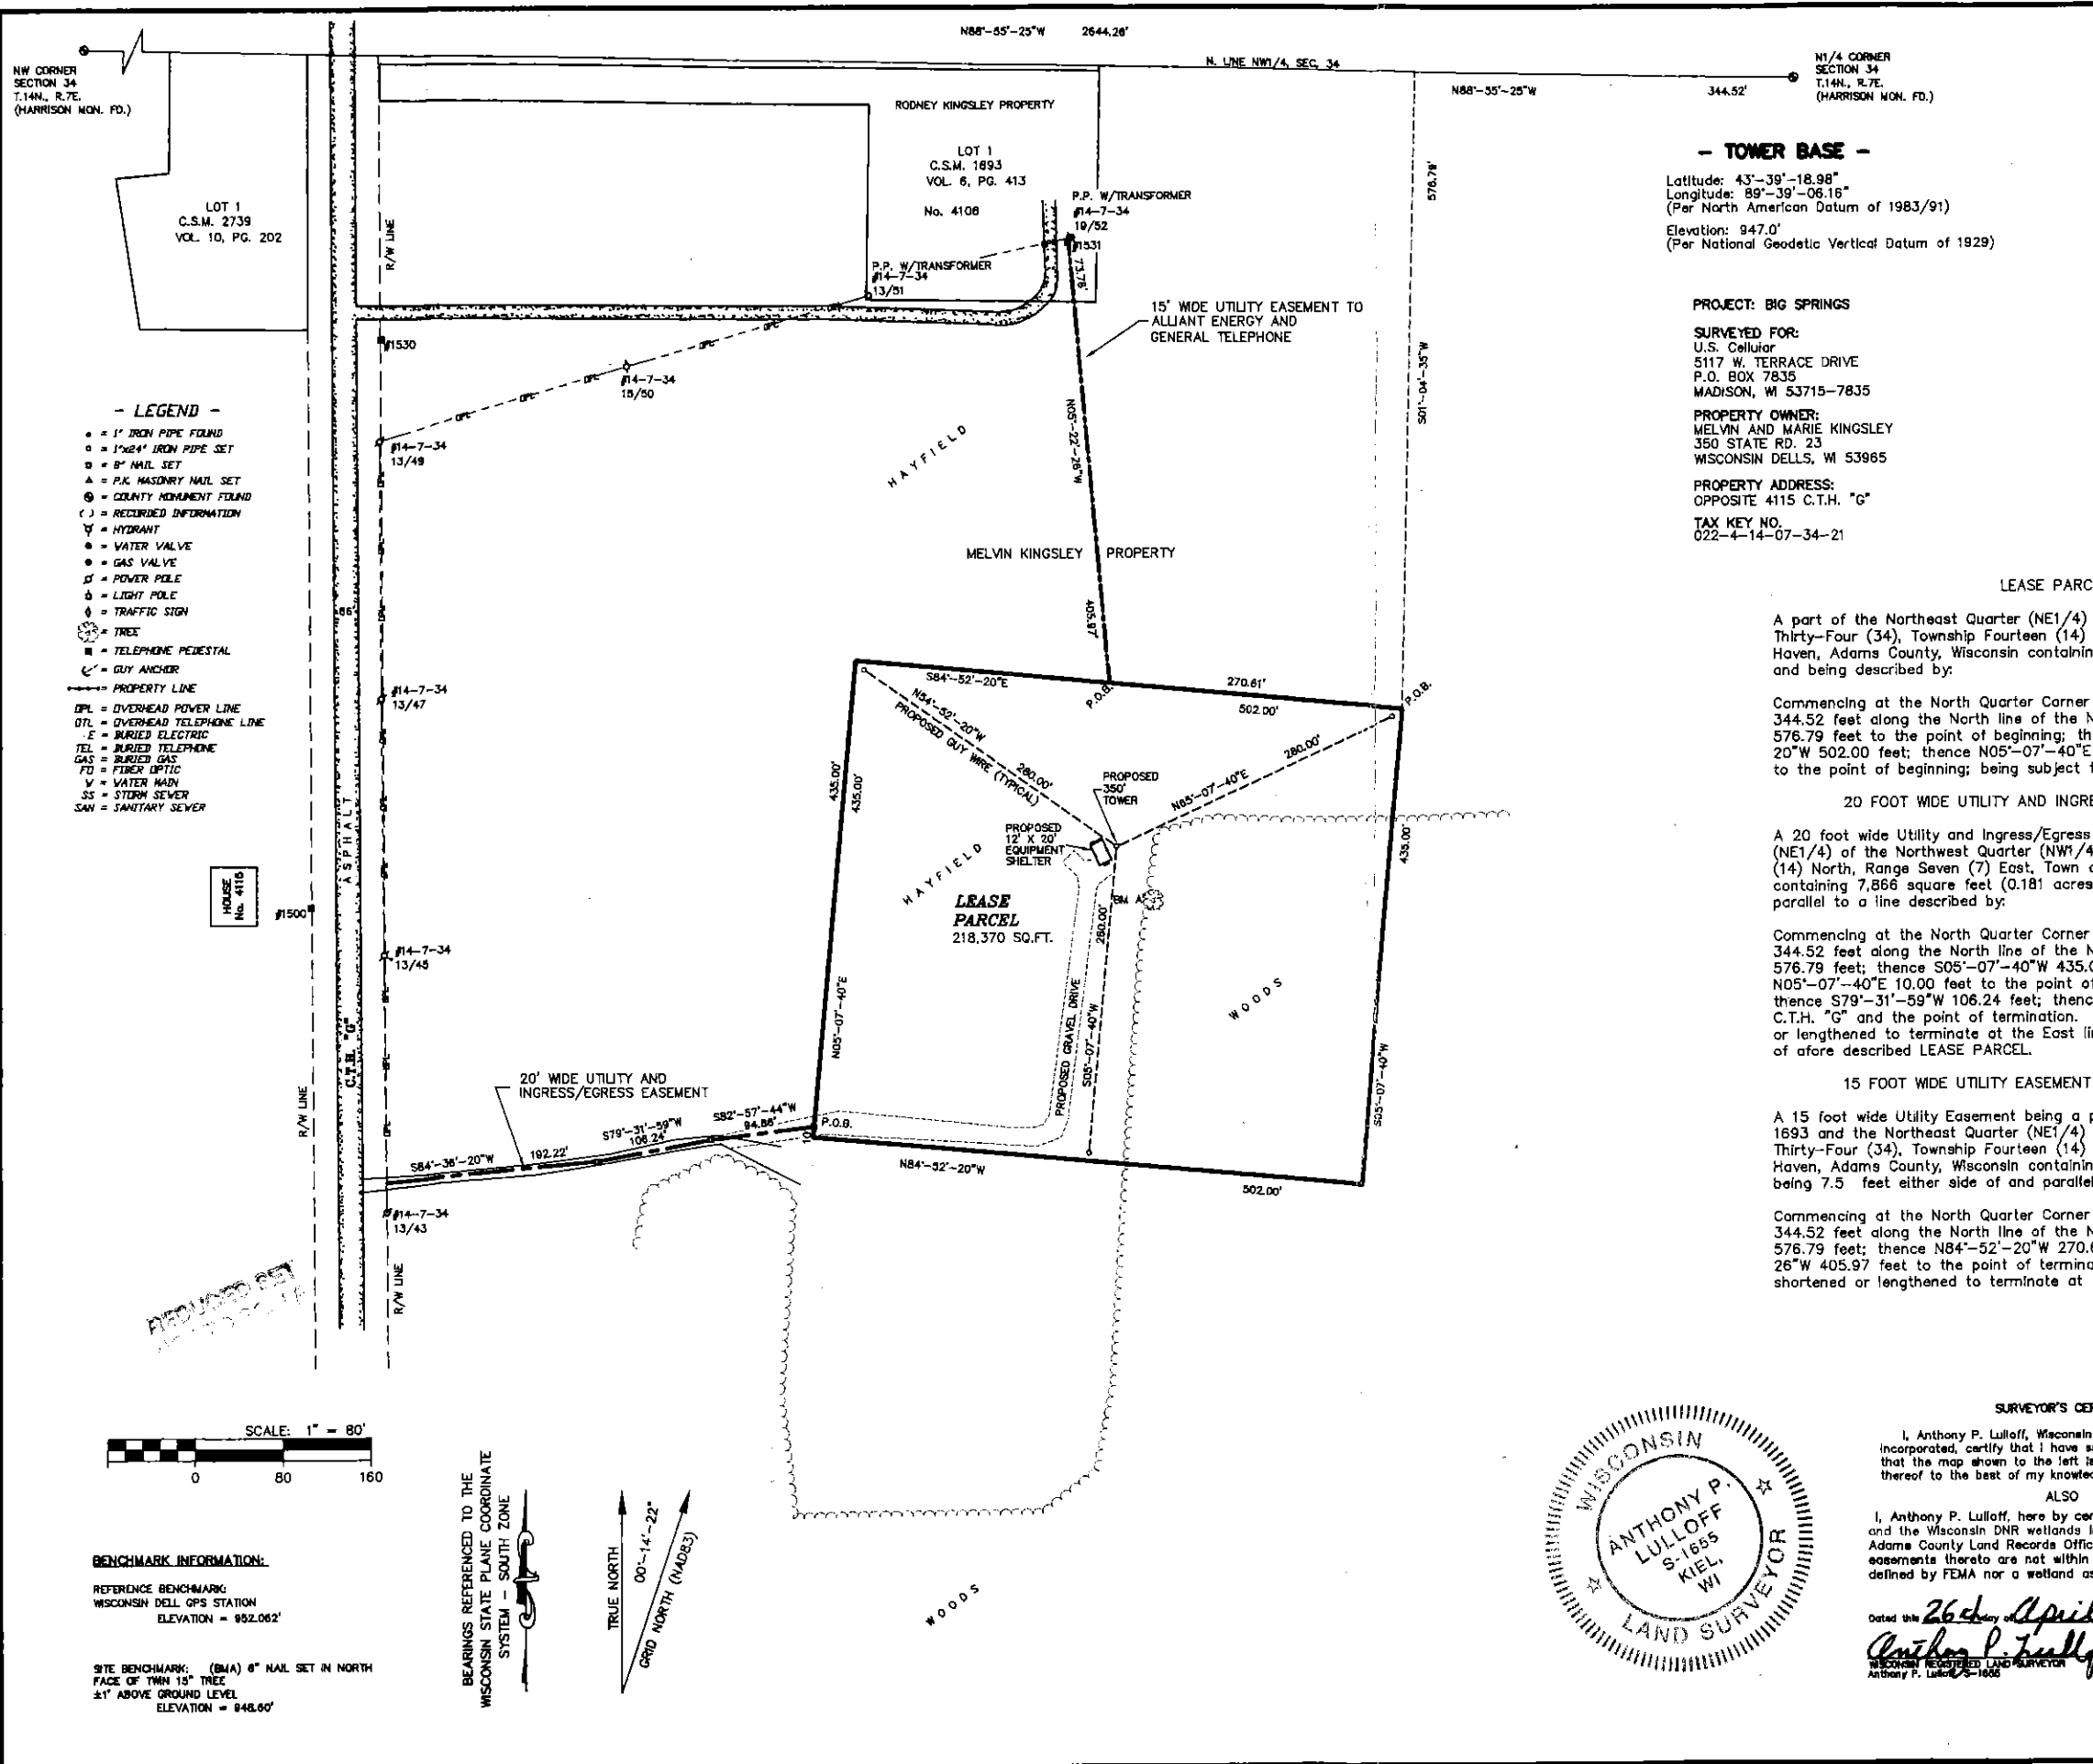 N88°-55'-25"W 2644.26'
NW CORNER
SECTION 34
T.14N., R.7E.
(HARRISON MON. FD.)
N. LINE NW1/4, SEC. 34
N88°-55'-25"W 344.52'
N1/4 CORNER
SECTION 34
T.14N., R.7E.
(HARRISON MON. FD.)
RODNEY KINGSLEY PROPERTY
LOT 1
C.S.M. 1693
VOL. 6, PG. 413
No. 4106
LOT 1
C.S.M. 2739
VOL. 10, PG. 202
R/W LINE
P.P. W/TRANSFORMER
#14-7-34
19/52
#1531
73.76'
P.P. W/TRANSFORMER
#14-7-34
13/51
15' WIDE UTILITY EASEMENT TO
ALLIANT ENERGY AND
GENERAL TELEPHONE
576.79'
S01°-04'-35"W
#1530
#14-7-34
15/50
#14-7-34
13/49
N05°-22'-26"W
405.97'
HAYFIELD
MELVIN KINGSLEY PROPERTY
- TOWER BASE -
Latitude: 43°-39'-18.98"
Longitude: 89°-39'-06.16"
(Per North American Datum of 1983/91)
Elevation: 947.0'
(Per National Geodetic Vertical Datum of 1929)
PROJECT: BIG SPRINGS
SURVEYED FOR:
U.S. Cellular
5117 W. TERRACE DRIVE
P.O. BOX 7835
MADISON, WI 53715-7835
PROPERTY OWNER:
MELVIN AND MARIE KINGSLEY
350 STATE RD. 23
WISCONSIN DELLS, WI 53965
PROPERTY ADDRESS:
OPPOSITE 4115 C.T.H. "G"
TAX KEY NO.
022-4-14-07-34-21
- LEGEND -
= 1" IRON PIPE FOUND
= 1"x24" IRON PIPE SET
= 8" NAIL SET
= P.K. MASONRY NAIL SET
= COUNTY MONUMENT FOUND
( ) = RECORDED INFORMATION
= HYDRANT
= WATER VALVE
= GAS VALVE
= POWER POLE
= LIGHT POLE
= TRAFFIC SIGN
= TREE
= TELEPHONE PEDESTAL
= GUY ANCHOR
= PROPERTY LINE
OPL = OVERHEAD POWER LINE
OTL = OVERHEAD TELEPHONE LINE
E = BURIED ELECTRIC
TEL = BURIED TELEPHONE
GAS = BURIED GAS
FO = FIBER OPTIC
W = WATER MAIN
SS = STORM SEWER
SAN = SANITARY SEWER
66'
ASPHALT
C.T.H. "G"
#14-7-34
13/47
HOUSE
No. 4115
#1500
#14-7-34
13/45
R/W LINE
S84°-52'-20"E
270.61'
502.00'
P.O.B.
P.O.B.
N54°-52'-20"W
PROPOSED GUY WIRE (TYPICAL)
280.00'
N65°-07'-40"E
280.00'
PROPOSED
350'
TOWER
PROPOSED
12' X 20'
EQUIPMENT
SHELTER
435.00'
435.00'
435.00'
HAYFIELD
LEASE
PARCEL
218,370 SQ.FT.
BM A
280.00'
S05°-07'-40"W
PROPOSED GRAVEL DRIVE
WOODS
N05°-07'-40"E
S05°-07'-40"W
20' WIDE UTILITY AND
INGRESS/EGRESS EASEMENT
S84°-36'-20"W 192.22'
S79°-31'-59"W
106.24'
S82°-57'-44"W
94.86'
P.O.B.
10'
N84°-52'-20"W
502.00'
#14-7-34
13/43
R/W LINE
REDUCED SET
LEASE PARC
A part of the Northeast Quarter (NE1/4)
Thirty-Four (34), Township Fourteen (14)
Haven, Adams County, Wisconsin containin
and being described by:
Commencing at the North Quarter Corner
344.52 feet along the North line of the N
576.79 feet to the point of beginning; th
20"W 502.00 feet; thence N05°-07'-40"E
to the point of beginning; being subject t
20 FOOT WIDE UTILITY AND INGRE
A 20 foot wide Utility and Ingress/Egress
(NE1/4) of the Northwest Quarter (NW1/4
(14) North, Range Seven (7) East, Town o
containing 7,866 square feet (0.181 acres
parallel to a line described by:
Commencing at the North Quarter Corner
344.52 feet along the North line of the N
576.79 feet; thence S05°-07'-40"W 435.0
N05°-07'-40"E 10.00 feet to the point of
thence S79°-31'-59"W 106.24 feet; thenc
C.T.H. "G" and the point of termination.
or lengthened to terminate at the East lin
of afore described LEASE PARCEL.
15 FOOT WIDE UTILITY EASEMENT
A 15 foot wide Utility Easement being a p
1693 and the Northeast Quarter (NE1/4)
Thirty-Four (34), Township Fourteen (14)
Haven, Adams County, Wisconsin containin
being 7.5 feet either side of and parallel
Commencing at the North Quarter Corner
344.52 feet along the North line of the N
576.79 feet; thence N84°-52'-20"W 270.6
26"W 405.97 feet to the point of termina
shortened or lengthened to terminate at
SCALE: 1" = 80'
0 80 160
BENCHMARK INFORMATION:
REFERENCE BENCHMARK:
WISCONSIN DELL GPS STATION
ELEVATION = 952.062'
SITE BENCHMARK: (BMA) 6" NAIL SET IN NORTH
FACE OF TWIN 15" TREE
±1' ABOVE GROUND LEVEL
ELEVATION = 948.60'
BEARINGS REFERENCED TO THE
WISCONSIN STATE PLANE COORDINATE
SYSTEM - SOUTH ZONE
TRUE NORTH
00°-14'-22"
GRID NORTH (NAD83)
WOODS
WISCONSIN
ANTHONY P.
LULLOFF
S-1655
KIEL,
WI
LAND SURVEYOR
SURVEYOR'S CER
I, Anthony P. Lulloff, Wisconsin
incorporated, certify that I have s
that the map shown to the left is
thereof to the best of my knowled
ALSO
I, Anthony P. Lulloff, here by cer
and the Wisconsin DNR wetlands i
Adams County Land Records Offic
easements thereto are not within
defined by FEMA nor a wetland as
Dated this 26th day of April
Anthony P. Lulloff
WISCONSIN REGISTERED LAND SURVEYOR
Anthony P. Lulloff S-1655